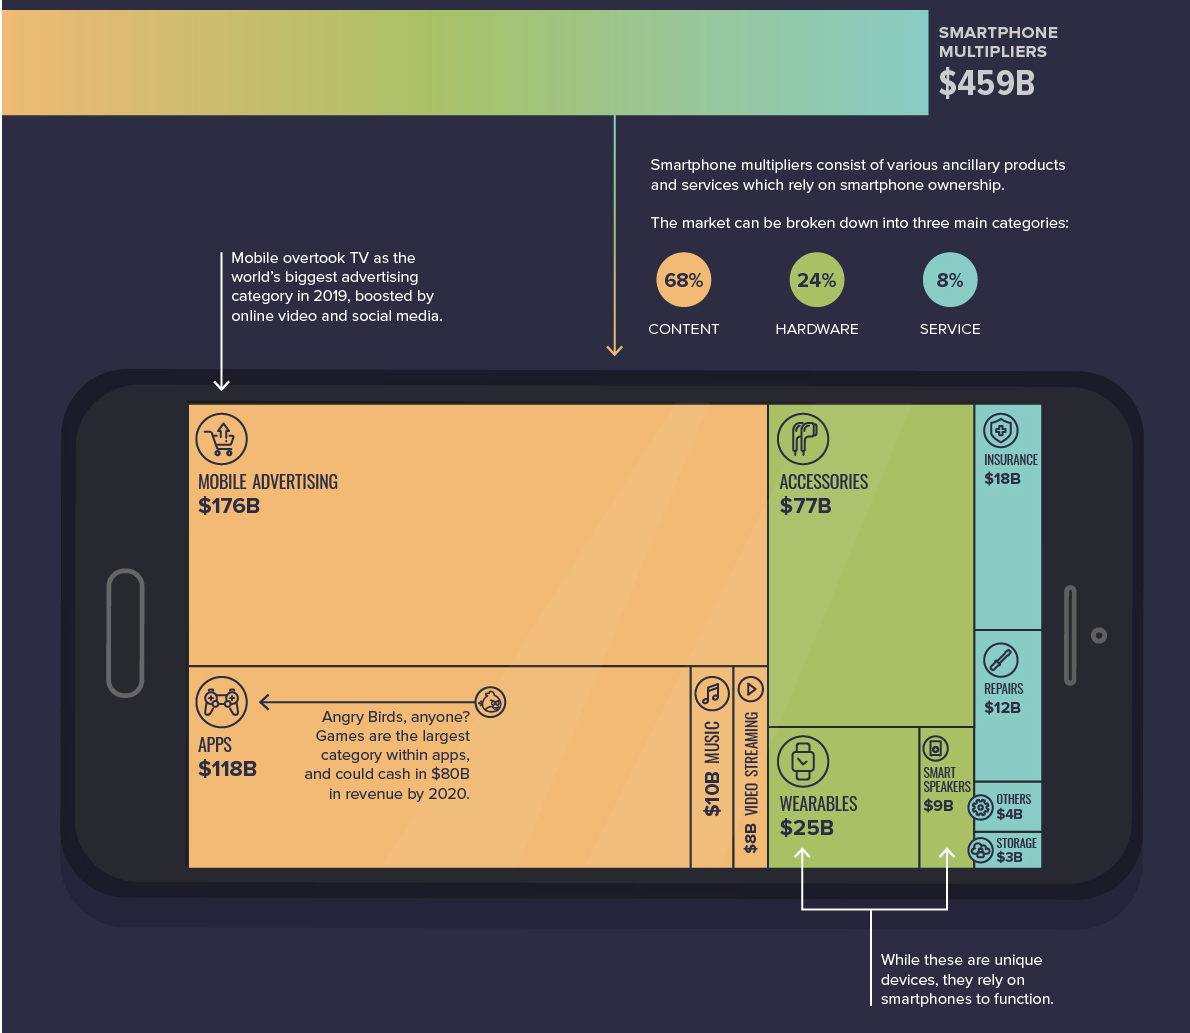 SMARTPHONE
MULTIPLIERS
$459B
Smartphone multipliers consist of various ancillary products
and services which rely on smartphone ownership.
The market can be broken down into three main categories:
68%
24%
8%
CONTENT
HARDWARE
SERVICE
Mobile overtook TV as the
world's biggest advertising
category in 2019, boosted by
online video and social media.
MOBILE ADVERTISING
$176B
ACCESSORIES
$77B
INSURANCE
$18B
REPAIRS
$12B
APPS
$118B
Angry Birds, anyone?
Games are the largest
category within apps,
and could cash in $80B
in revenue by 2020.
$10B MUSIC
$8B VIDEO STREAMING
WEARABLES
$25B
SMART
SPEAKERS
$9B
OTHERS
$4B
STORAGE
$3B
While these are unique
devices, they rely on
smartphones to function.